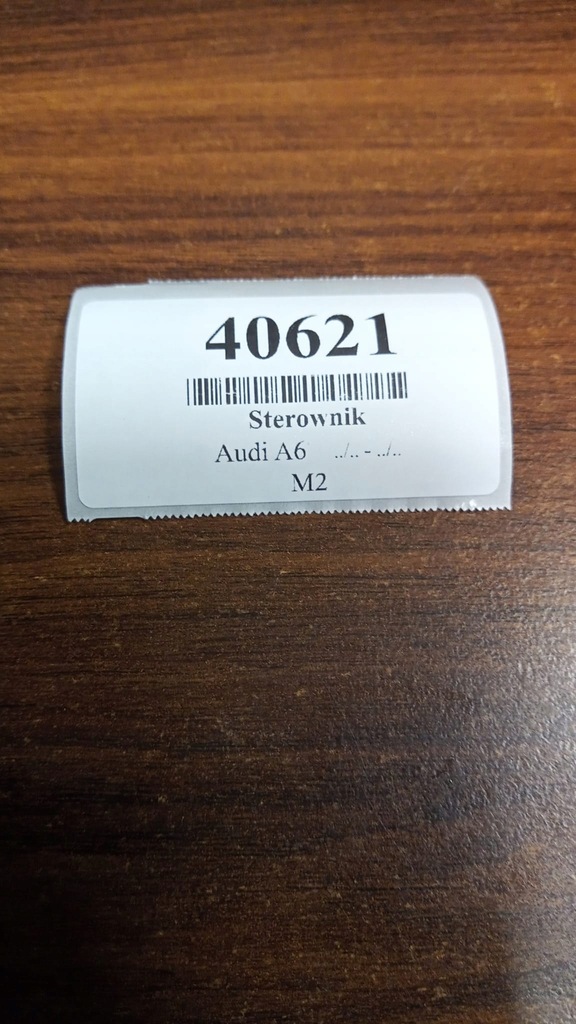 40621
Sterownik
Audi A6 ../.. - ../..
M2